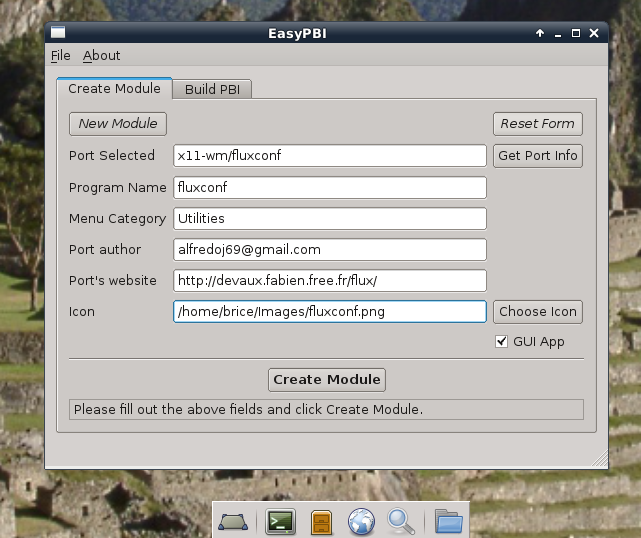 EasyPBI
File About
Create Module Build PBI
New Module Reset Form
Port Selected x11-wm/fluxconf Get Port Info
Program Name fluxconf
Menu Category Utilities
Port author alfredoj69@gmail.com
Port's website http://devaux.fabien.free.fr/flux/
Icon /home/brice/Images/fluxconf.png Choose Icon
GUI App
Create Module
Please fill out the above fields and click Create Module.